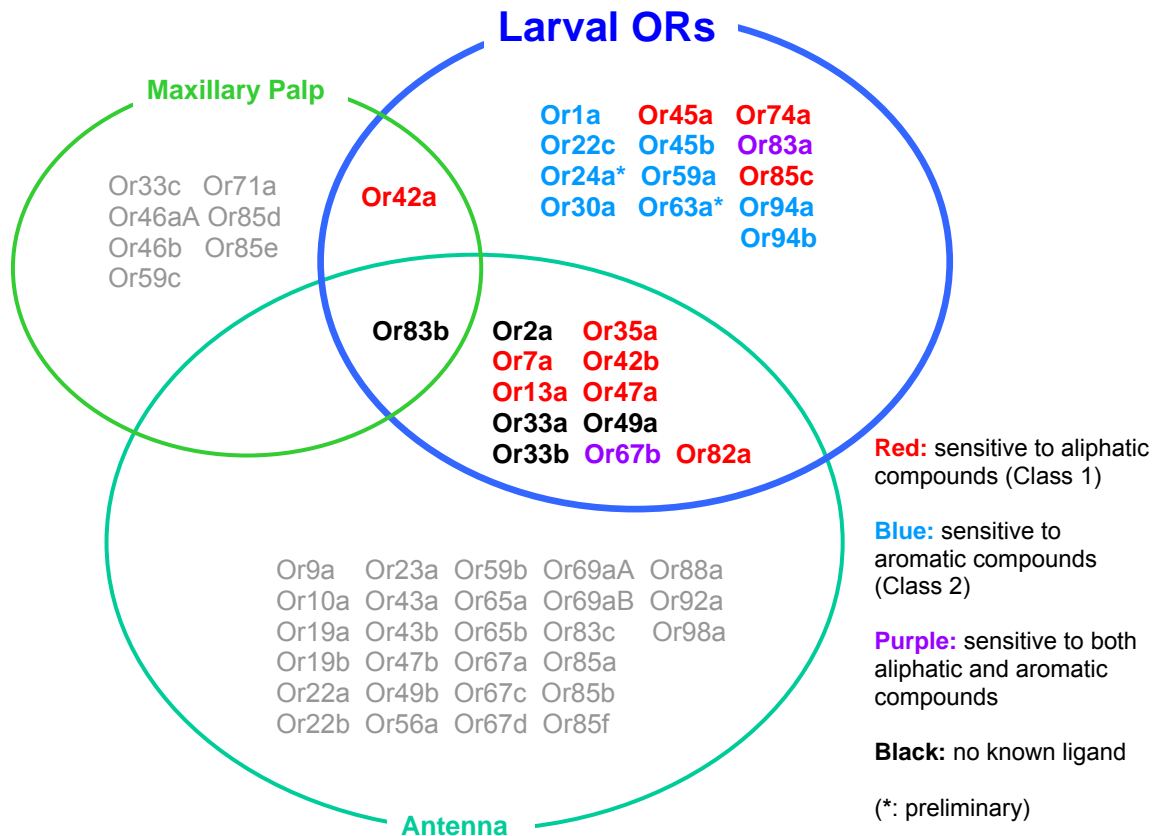 Larval ORs
Maxillary Palp
Or1a Or45a Or74a
Or22c Or45b Or83a
Or24a* Or59a Or85c
Or30a Or63a* Or94a
Or94b
Or33c Or71a
Or46aA Or85d
Or46b Or85e
Or59c
Or42a
Or83b
Or2a Or35a
Or7a Or42b
Or13a Or47a
Or33a Or49a
Or33b Or67b Or82a
Red: sensitive to aliphatic
compounds (Class 1)
Blue: sensitive to
aromatic compounds
(Class 2)
Purple: sensitive to both
aliphatic and aromatic
compounds
Black: no known ligand
(*: preliminary)
Or9a Or23a Or59b Or69aA Or88a
Or10a Or43a Or65a Or69aB Or92a
Or19a Or43b Or65b Or83c Or98a
Or19b Or47b Or67a Or85a
Or22a Or49b Or67c Or85b
Or22b Or56a Or67d Or85f
Antenna